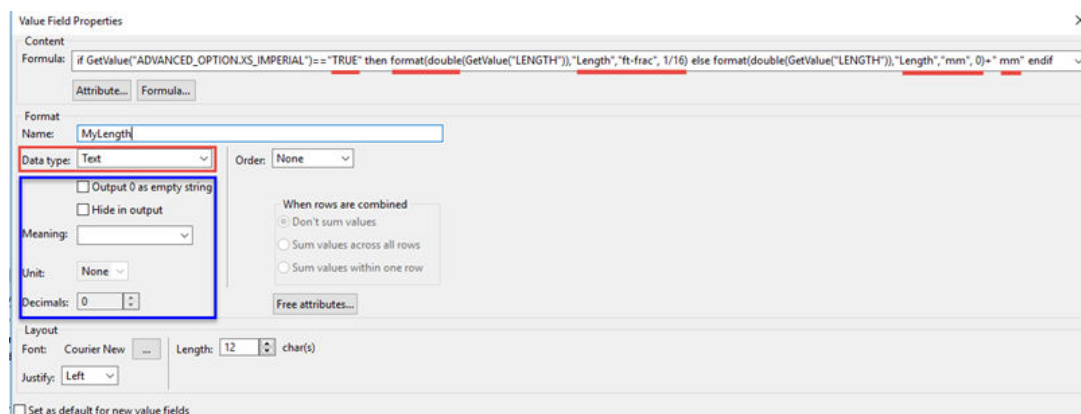 Value Field Properties
Content
Formula: if GetValue("ADVANCED_OPTION.XS_IMPERIAL")=="TRUE" then format(double(GetValue("LENGTH")),"Length","ft-frac", 1/16) else format(double(GetValue("LENGTH")),"Length","mm", 0)+" mm" endif
Attribute... Formula...
Format
Name: MyLength
Data type: Text Order: None
Output 0 as empty string
Hide in output
When rows are combined
Don't sum values
Meaning:
Sum values across all rows
Unit: None
Sum values within one row
Decimals: 0
Free attributes...
Layout
Font: Courier New ... Length: 12 char(s)
Justify: Left
Set as default for new value fields